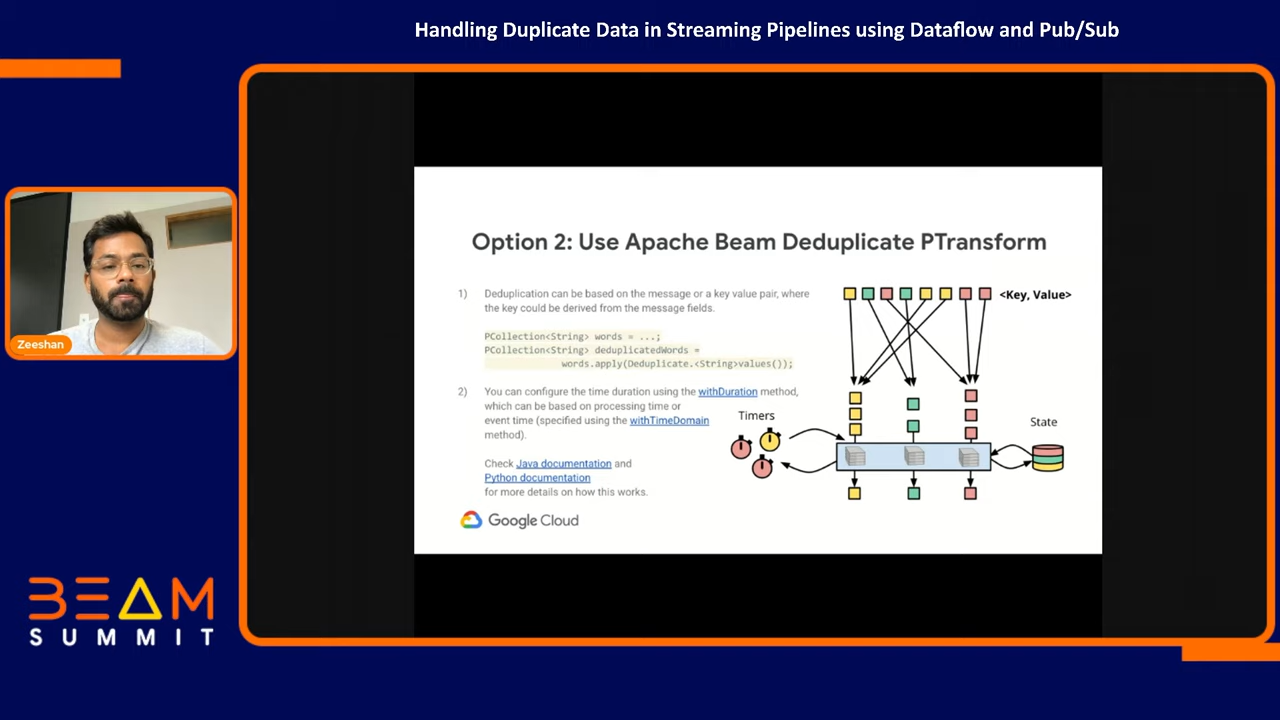 Handling Duplicate Data in Streaming Pipelines using Dataflow and Pub/Sub
Zeeshan
BEAM
SUMMIT
Option 2: Use Apache Beam Deduplicate PTransform
1) Deduplication can be based on the message or a key value pair, where
the key could be derived from the message fields.
PCollection<String> words = ...;
PCollection<String> deduplicatedWords =
words.apply(Deduplicate.<String>values());
2) You can configure the time duration using the withDuration method,
which can be based on processing time or
event time (specified using the withTimeDomain
method).
Check Java documentation and
Python documentation
for more details on how this works.
Google Cloud
<Key, Value>
Timers
State